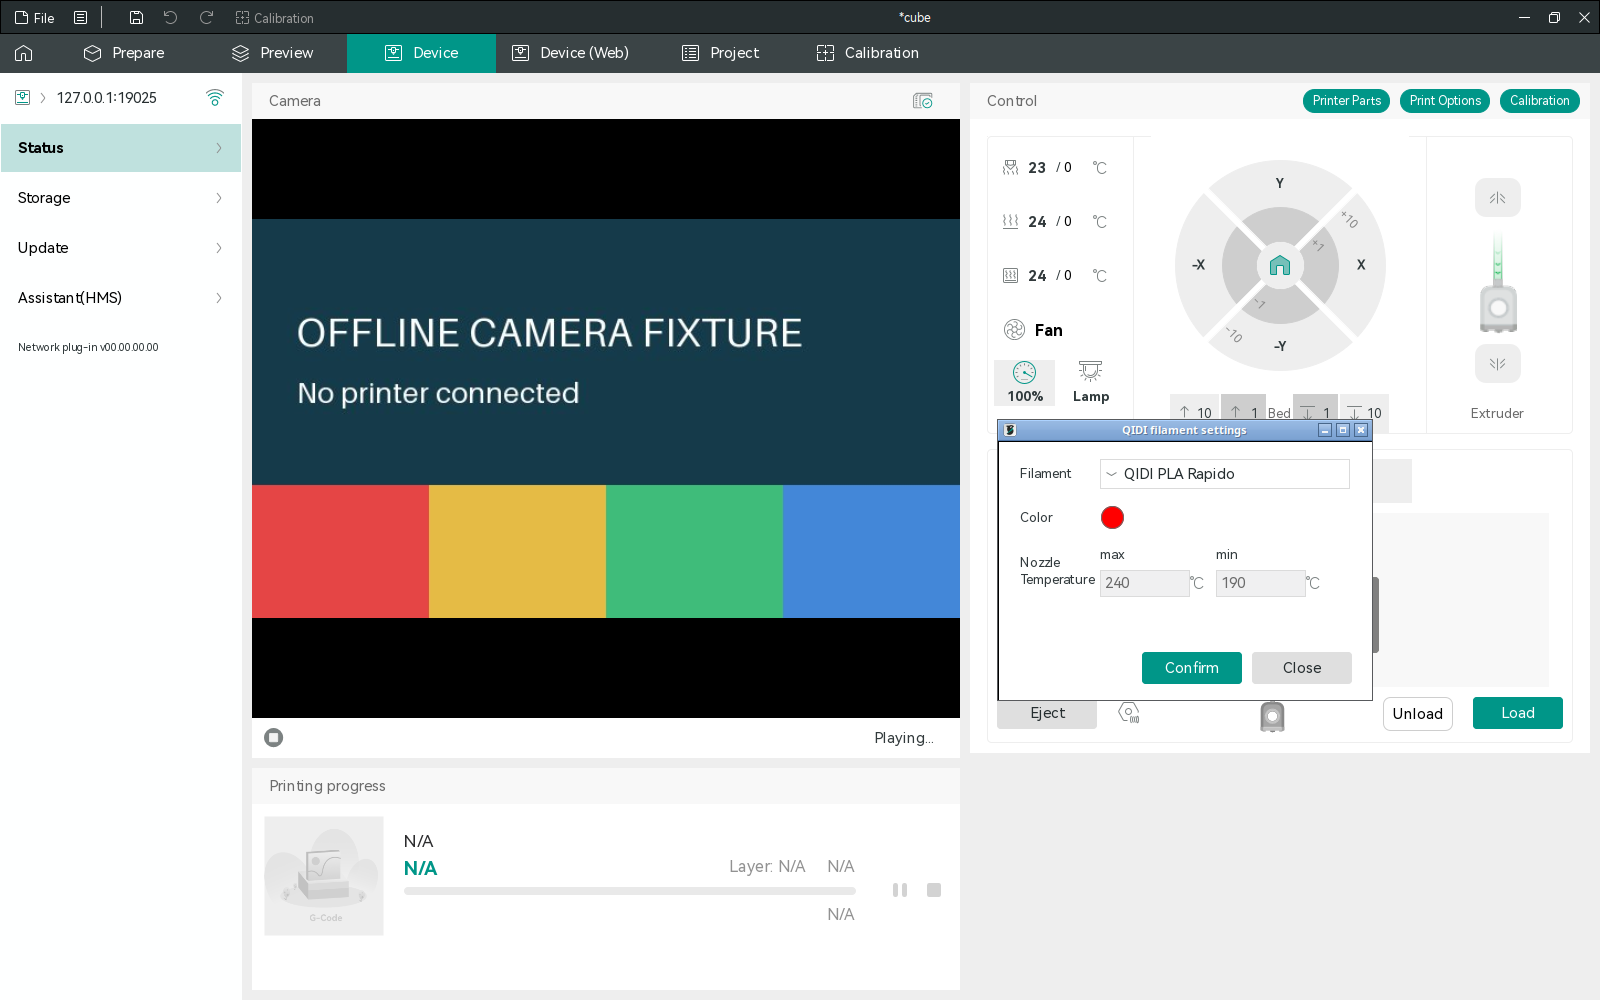 File
Calibration
*cube
Prepare
Preview
Device
Device (Web)
Project
Calibration
127.0.0.1:19025
Status
Storage
Update
Assistant(HMS)
Network plug-in v00.00.00.00
Camera
OFFLINE CAMERA FIXTURE
No printer connected
Playing...
Printing progress
G-Code
N/A
N/A
Layer: N/A N/A
N/A
Control
Printer Parts
Print Options
Calibration
23 / 0 °C
24 / 0 °C
24 / 0 °C
Fan
100%
Lamp
Y
+10
+1
-X
X
-1
-10
-Y
10
1
Bed
1
10
Extruder
QIDI filament settings
Filament
QIDI PLA Rapido
Color
Nozzle
Temperature
max
min
240 °C
190 °C
Confirm
Close
Eject
Unload
Load